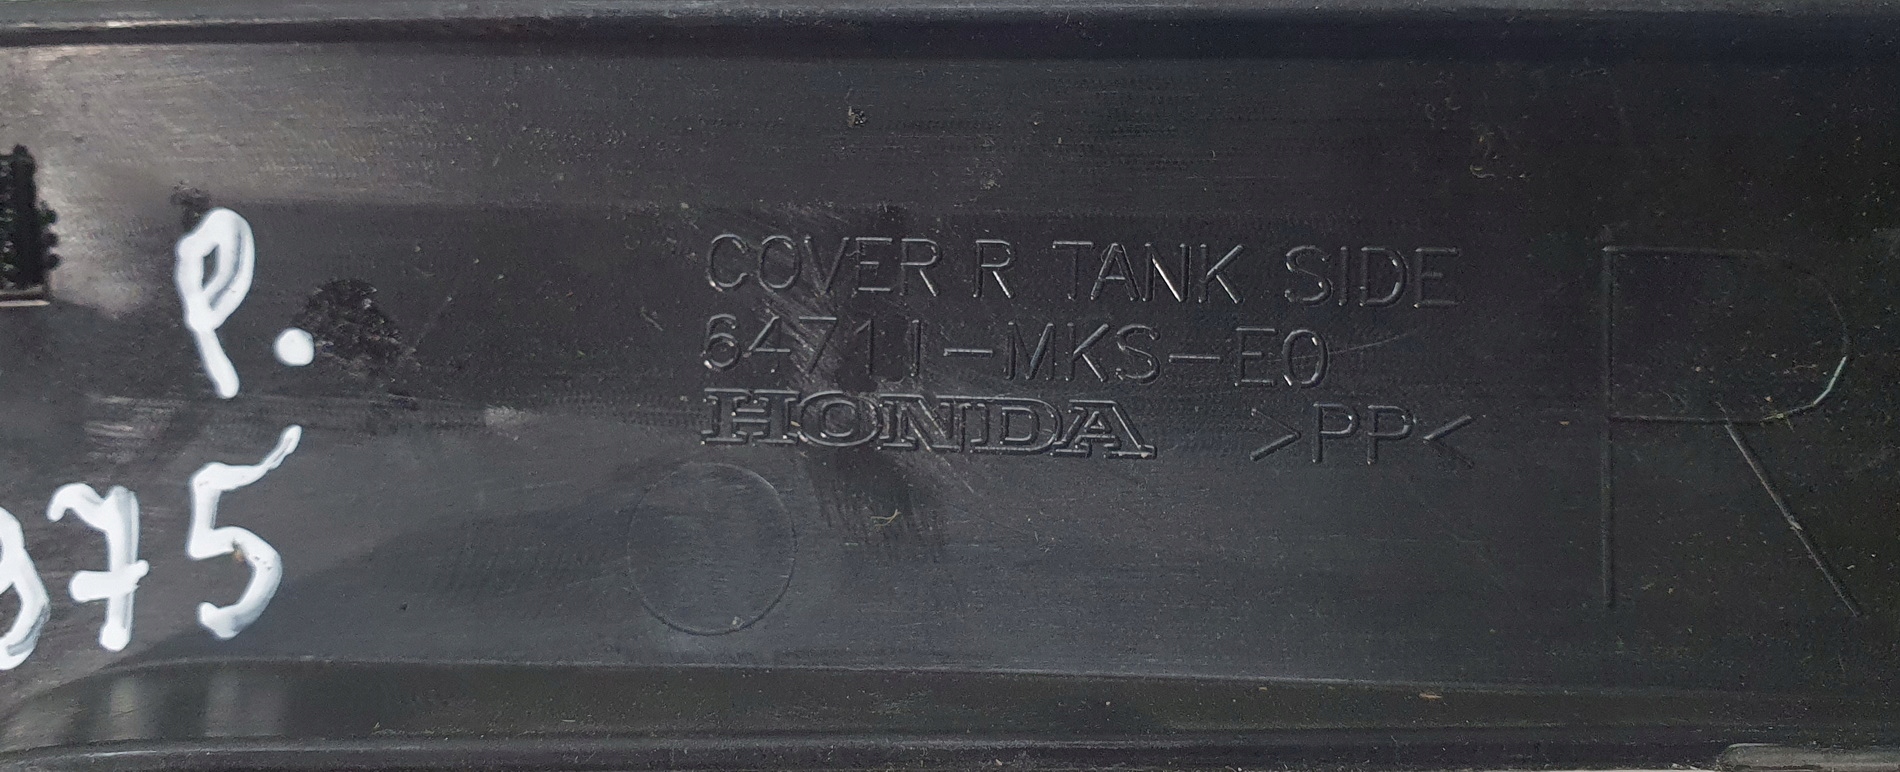 P.
975
COVER R TANK SIDE
64711-MKS-E0
HONDA >PP<
R